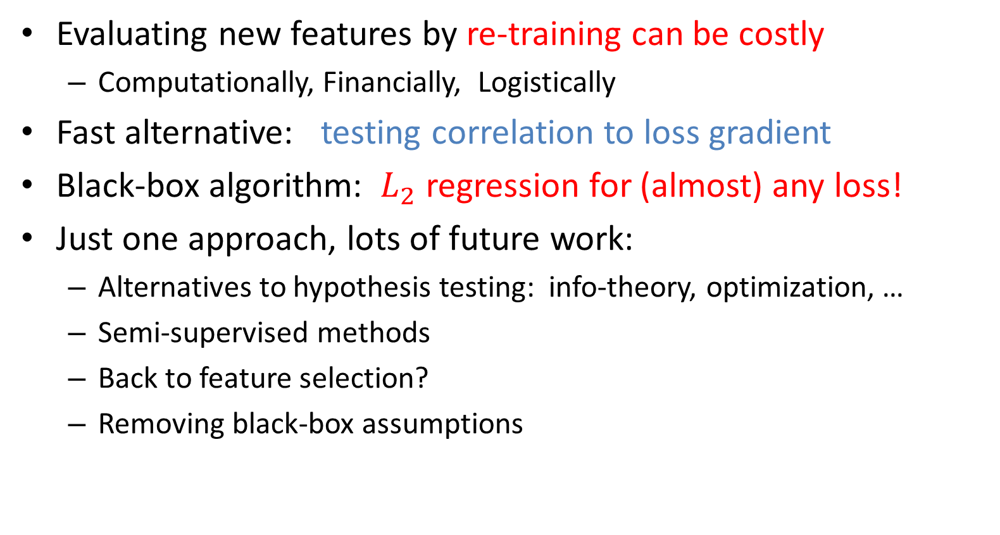 • Evaluating new features by re-training can be costly
– Computationally, Financially, Logistically
• Fast alternative: testing correlation to loss gradient
• Black-box algorithm: L₂ regression for (almost) any loss!
• Just one approach, lots of future work:
– Alternatives to hypothesis testing: info-theory, optimization, …
– Semi-supervised methods
– Back to feature selection?
– Removing black-box assumptions